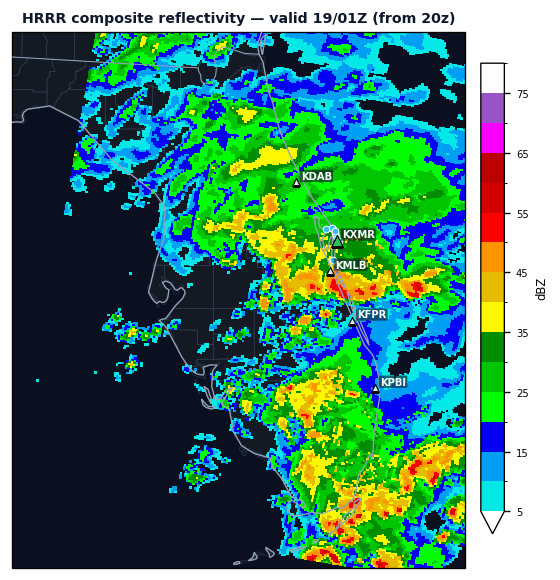 HRRR composite reflectivity — valid 19/01Z (from 20z)
KDAB
KXMR
KMLB
KFPR
KPBI
75
65
55
45
35
25
15
5
dBZ